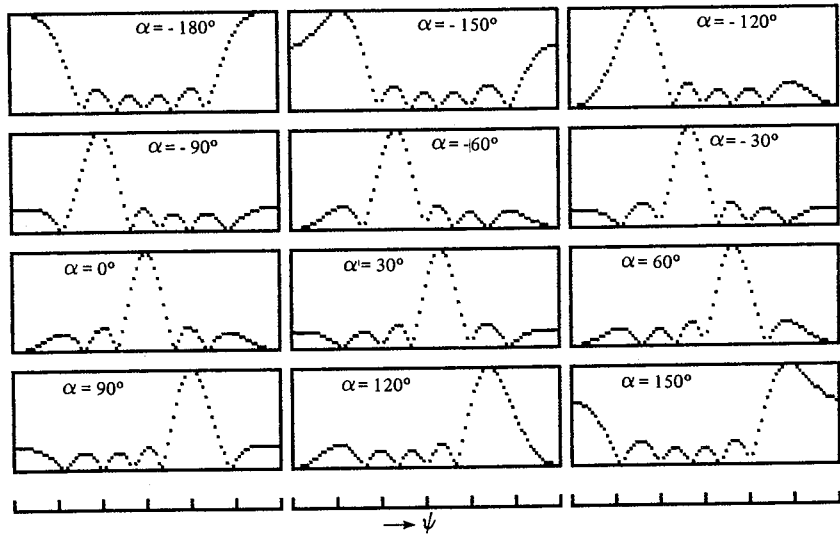 α = - 180°
α = - 150°
α = - 120°
α = - 90°
α = - 60°
α = - 30°
α = 0°
α = 30°
α = 60°
α = 90°
α = 120°
α = 150°
→ ψ